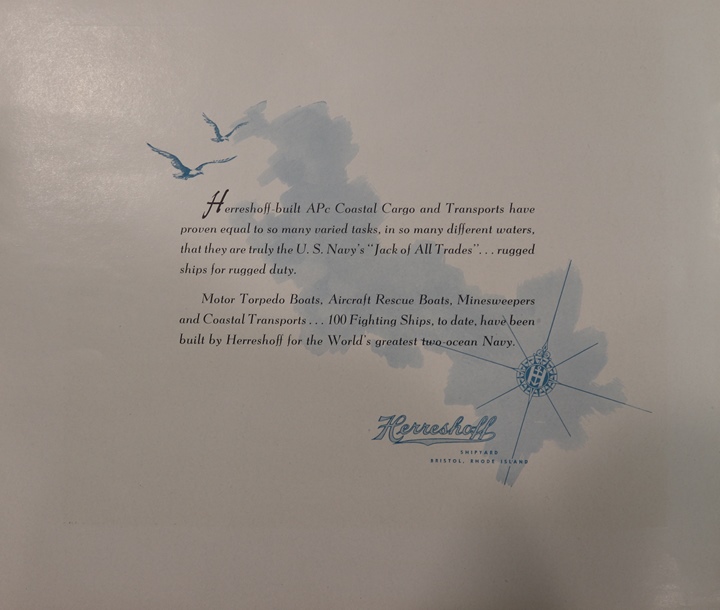 Herreshoff-built APc Coastal Cargo and Transports have
proven equal to so many varied tasks, in so many different waters,
that they are truly the U. S. Navy's "Jack of All Trades" . . . rugged
ships for rugged duty.
Motor Torpedo Boats, Aircraft Rescue Boats, Minesweepers
and Coastal Transports . . . 100 Fighting Ships, to date, have been
built by Herreshoff for the World's greatest two-ocean Navy.
H
Herreshoff
SHIPYARD
BRISTOL, RHODE ISLAND